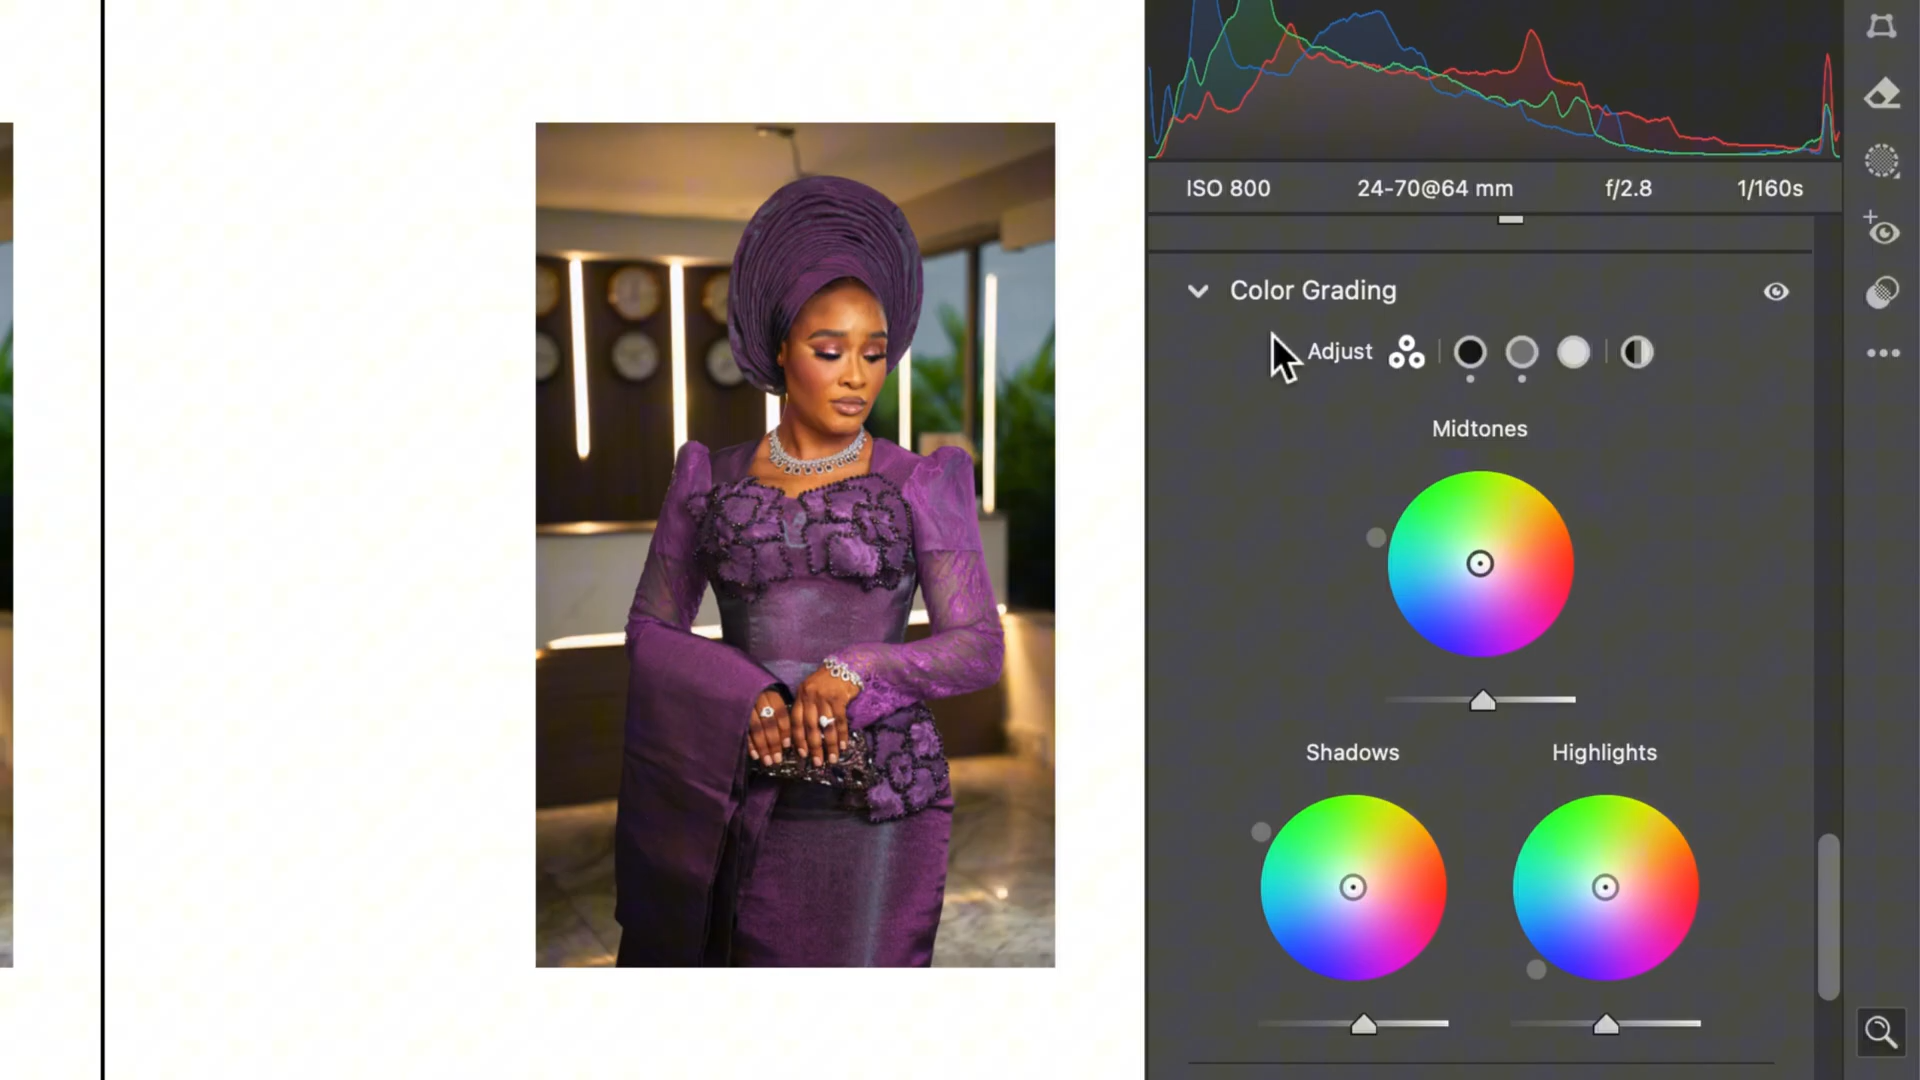 ISO 800 24-70@64 mm f/2.8 1/160s
Color Grading
Adjust
Midtones
Shadows Highlights